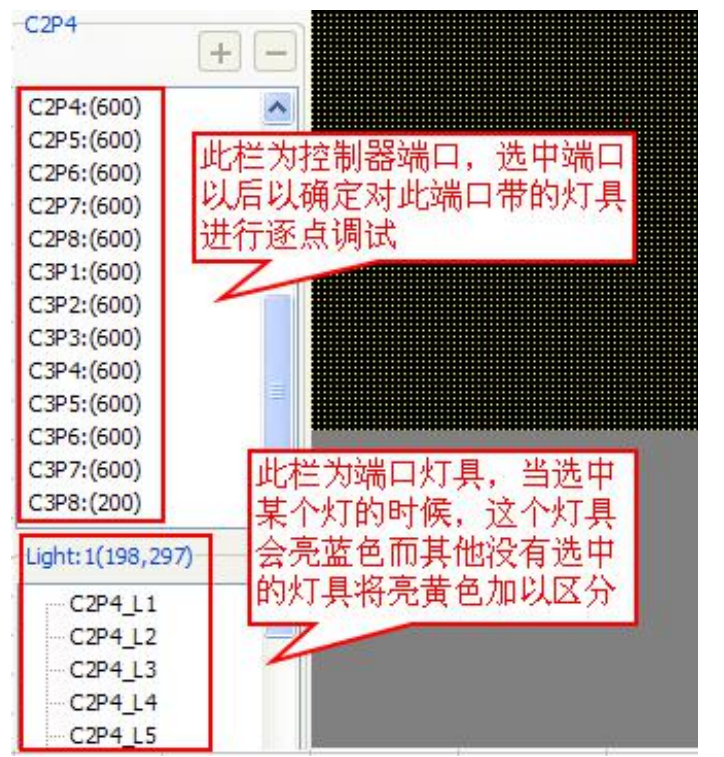 C2P4
+ −
C2P4:(600)
C2P5:(600)
C2P6:(600)
C2P7:(600)
C2P8:(600)
C3P1:(600)
C3P2:(600)
C3P3:(600)
C3P4:(600)
C3P5:(600)
C3P6:(600)
C3P7:(600)
C3P8:(200)
此栏为控制器端口，选中端口
以后以确定对此端口带的灯具
进行逐点调试
Light:1(198,297)
C2P4_L1
C2P4_L2
C2P4_L3
C2P4_L4
C2P4_L5
此栏为端口灯具，当选中
某个灯的时候，这个灯具
会亮蓝色而其他没有选中
的灯具将亮黄色加以区分